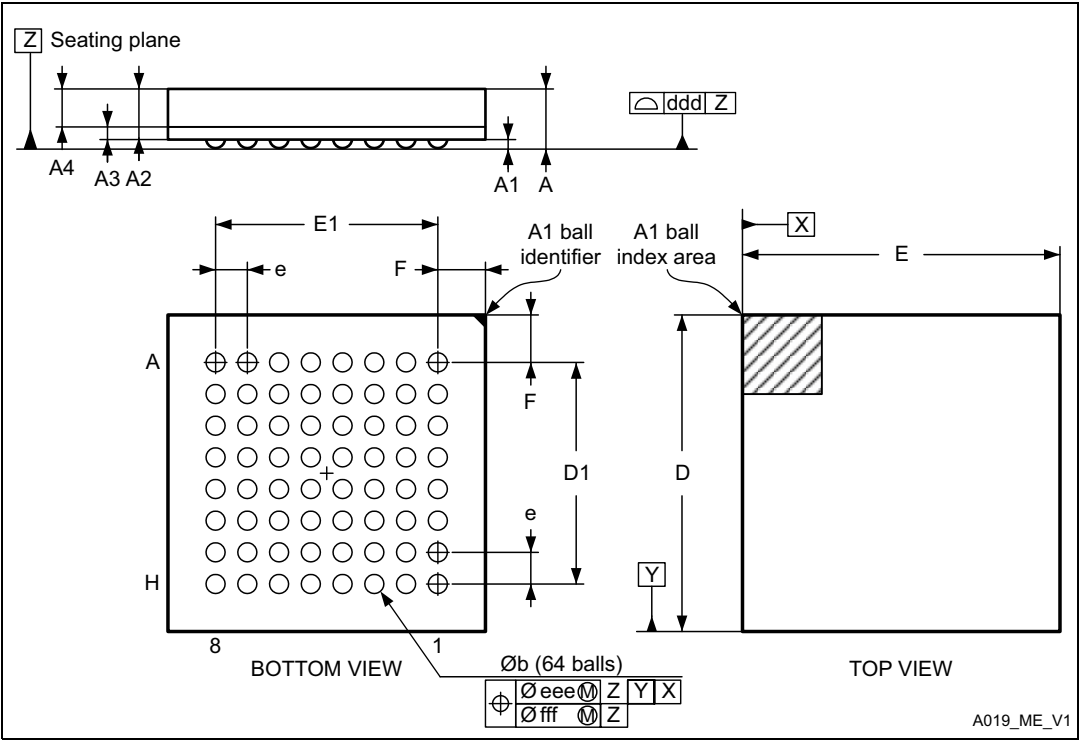 Z Seating plane
ddd Z
A4
A3 A2
A1
A
E1
A1 ball
identifier
A1 ball
index area
X
e
F
E
A
F
D1
D
e
Y
H
8
1
BOTTOM VIEW
Øb (64 balls)
TOP VIEW
Ø eee Ⓜ Z Y X
Ø fff Ⓜ Z
A019_ME_V1